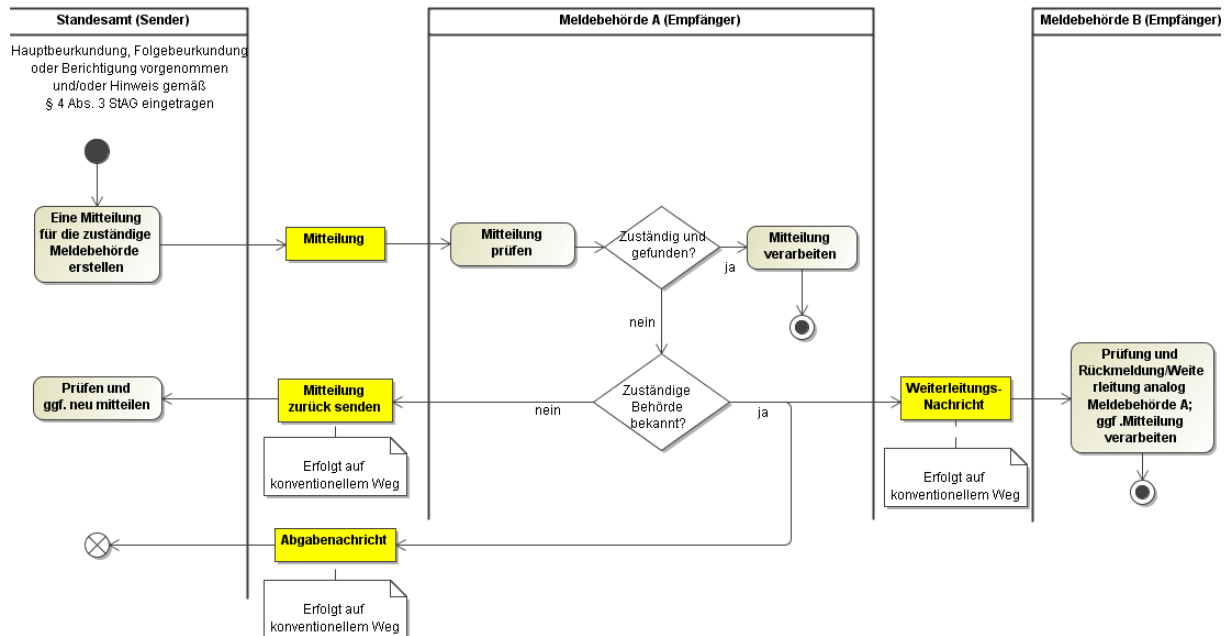 Standesamt (Sender)
Meldebehörde A (Empfänger)
Meldebehörde B (Empfänger)
Hauptbeurkundung, Folgebeurkundung
oder Berichtigung vorgenommen
und/oder Hinweis gemäß
§ 4 Abs. 3 StAG eingetragen
Eine Mitteilung
für die zuständige
Meldebehörde
erstellen
Mitteilung
Mitteilung
prüfen
Zuständig und
gefunden?
ja
Mitteilung
verarbeiten
nein
Prüfen und
ggf. neu mitteilen
Mitteilung
zurück senden
nein
Zuständige
Behörde
bekannt?
ja
Weiterleitungs-
Nachricht
Prüfung und
Rückmeldung/Weite
rleitung analog
Meldebehörde A;
ggf .Mitteilung
verarbeiten
Erfolgt auf
konventionellem Weg
Erfolgt auf
konventionellem Weg
Abgabenachricht
Erfolgt auf
konventionellem Weg